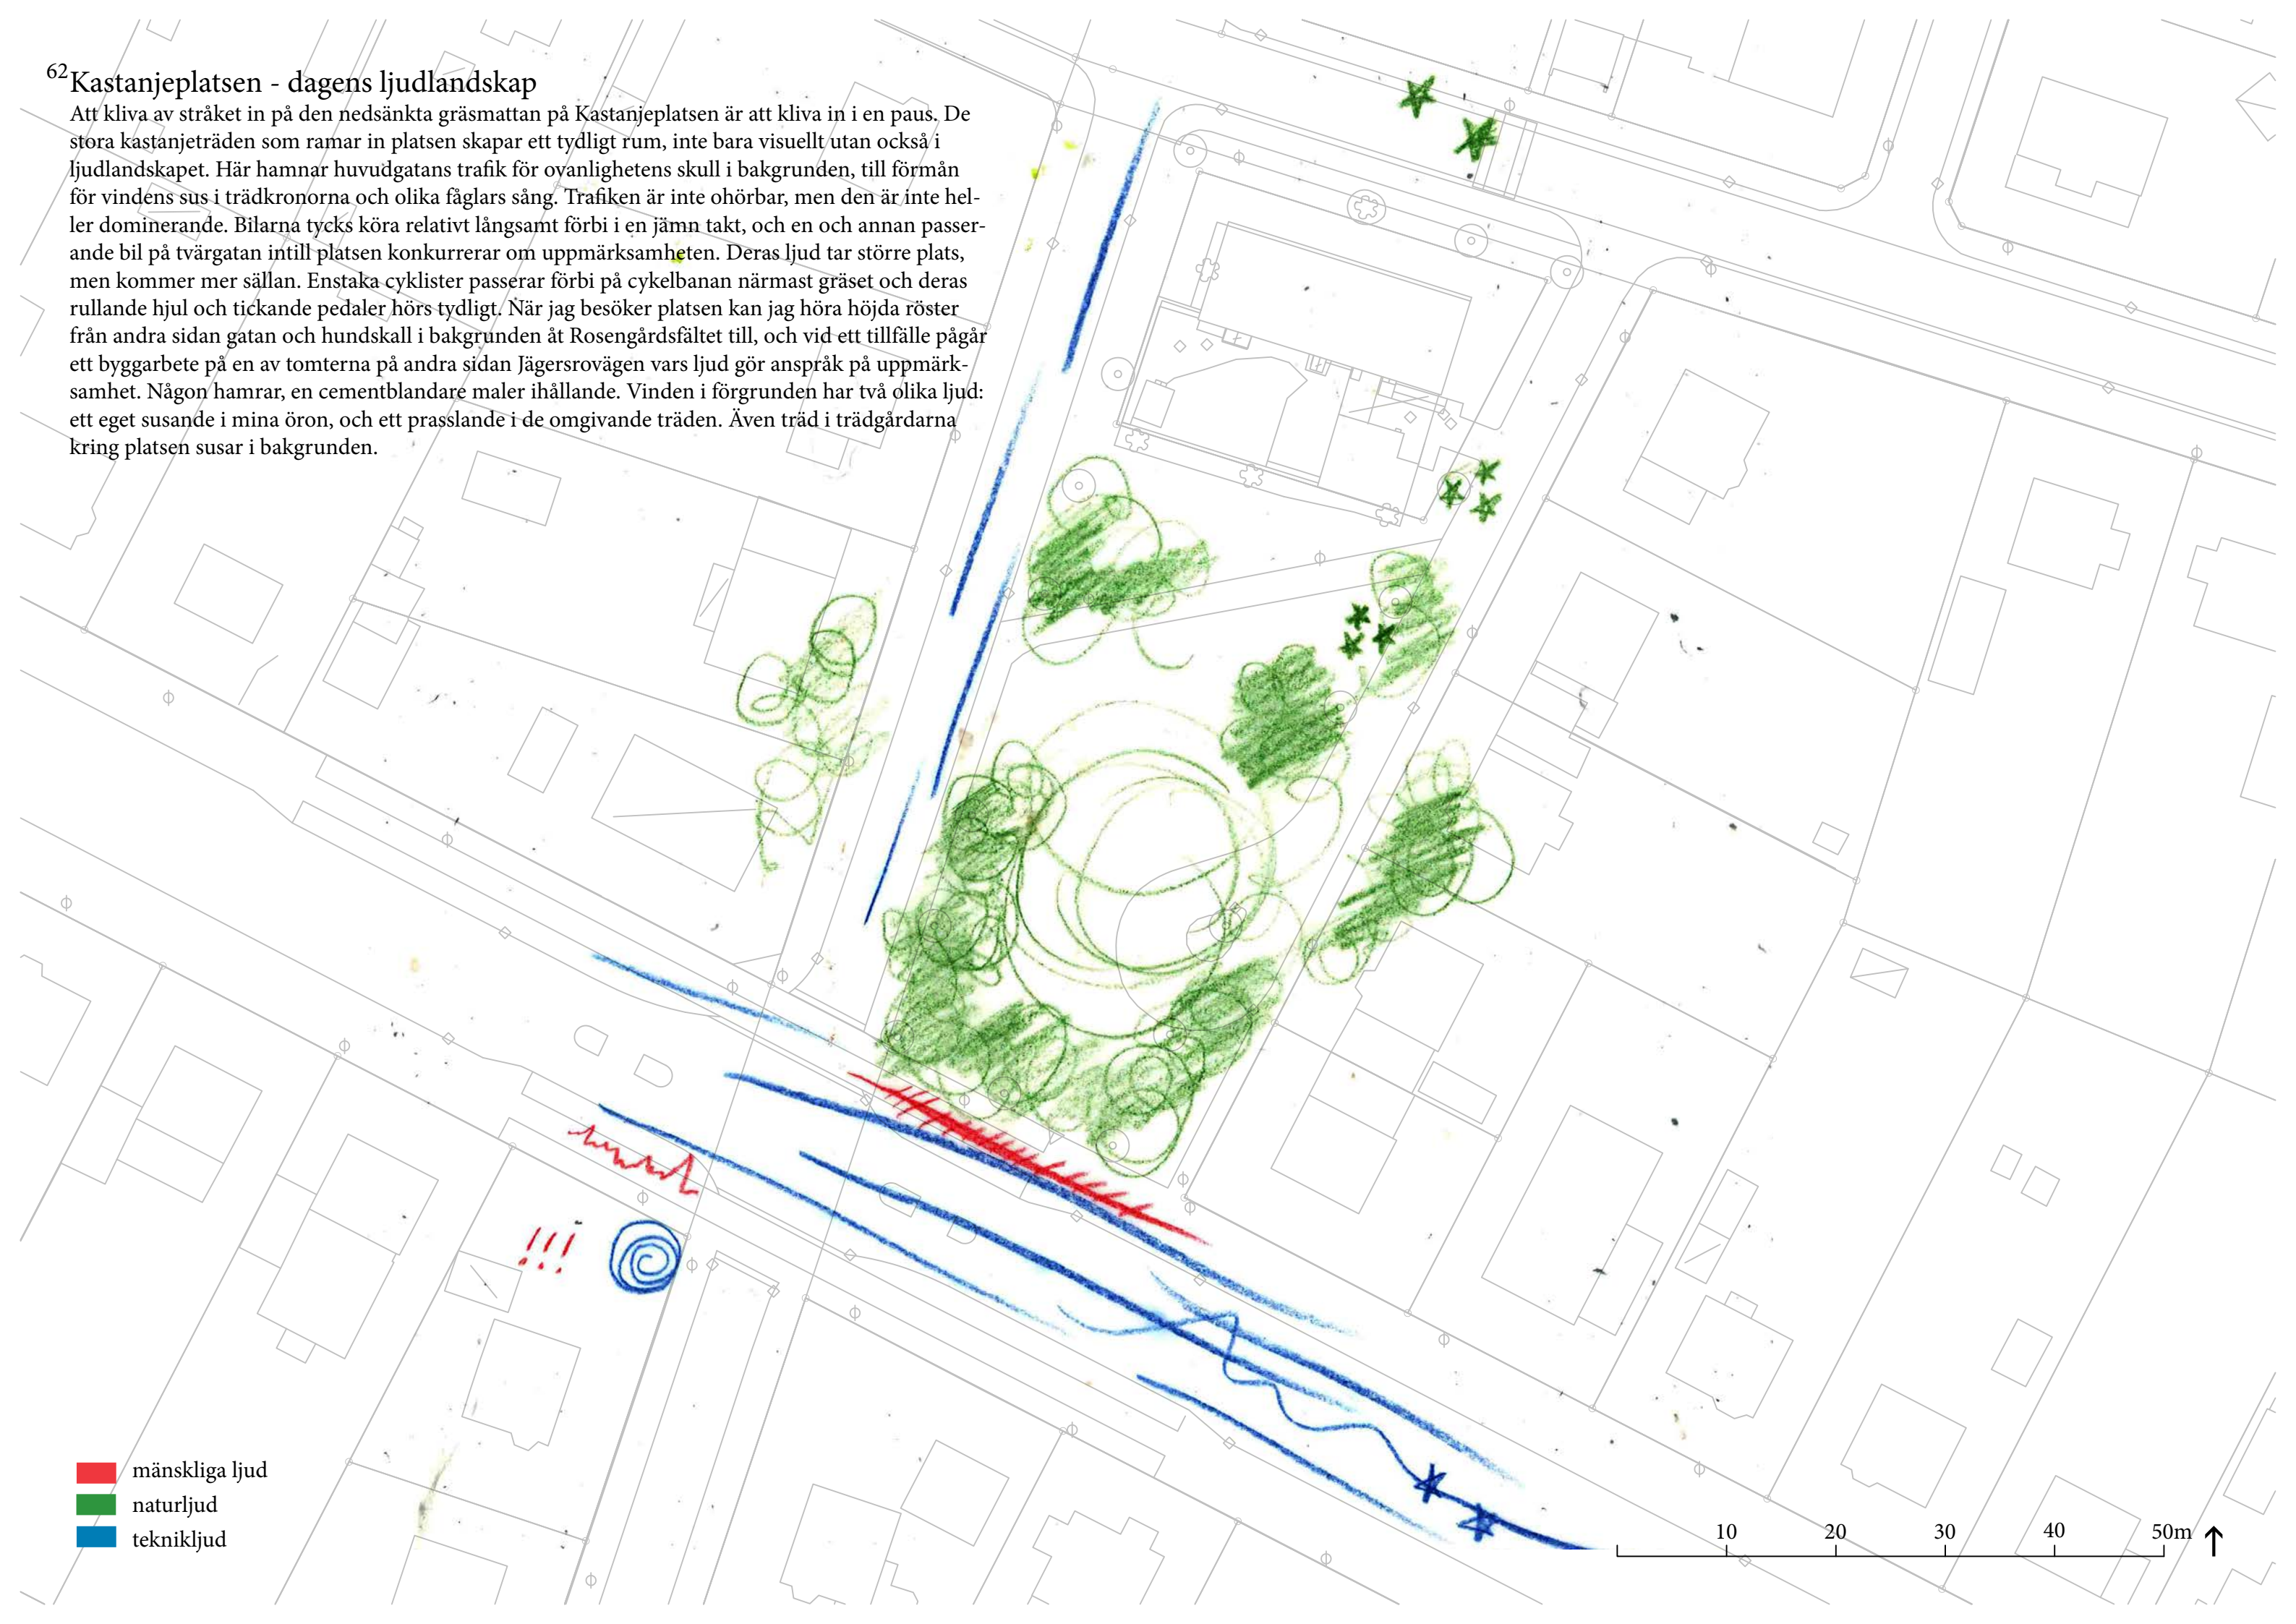 62
Kastanjeplatsen - dagens ljudlandskap
Att kliva av stråket in på den nedsänkta gräsmattan på Kastanjeplatsen är att kliva in i en paus. De
stora kastanjeträden som ramar in platsen skapar ett tydligt rum, inte bara visuellt utan också i
ljudlandskapet. Här hamnar huvudgatans trafik för ovanlighetens skull i bakgrunden, till förmån
för vindens sus i trädkronorna och olika fåglars sång. Trafiken är inte ohörbar, men den är inte hel-
ler dominerande. Bilarna tycks köra relativt långsamt förbi i en jämn takt, och en och annan passer-
ande bil på tvärgatan intill platsen konkurrerar om uppmärksamheten. Deras ljud tar större plats,
men kommer mer sällan. Enstaka cyklister passerar förbi på cykelbanan närmast gräset och deras
rullande hjul och tickande pedaler hörs tydligt. När jag besöker platsen kan jag höra höjda röster
från andra sidan gatan och hundskall i bakgrunden åt Rosengårdsfältet till, och vid ett tillfälle pågår
ett byggarbete på en av tomterna på andra sidan Jägersrovägen vars ljud gör anspråk på uppmärk-
samhet. Någon hamrar, en cementblandare maler ihållande. Vinden i förgrunden har två olika ljud:
ett eget susande i mina öron, och ett prasslande i de omgivande träden. Även träd i trädgårdarna
kring platsen susar i bakgrunden.
!!!
mänskliga ljud
naturljud
teknikljud
10 20 30 40 50m